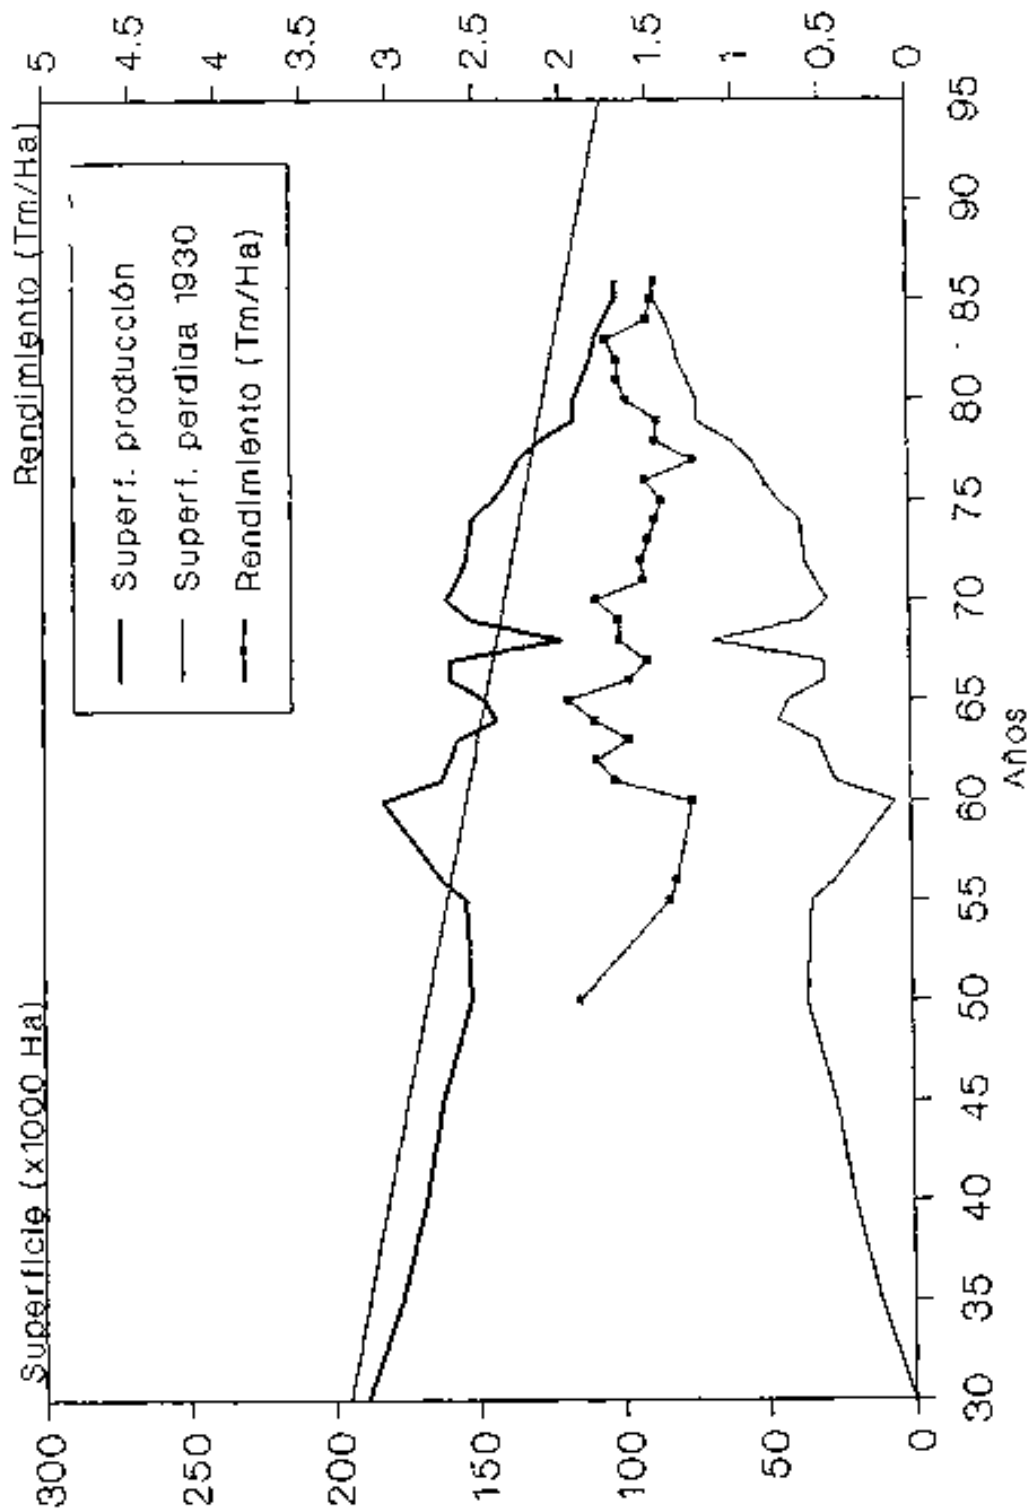 Superficie (x1000 Ha)
Rendimiento (Tm/Ha)
Superf. producción
Superf. perdida 1930
Rendimiento (Tm/Ha)
300
250
200
150
100
50
0
5
4.5
4
3.5
3
2.5
2
1.5
1
0.5
0
30 35 40 45 50 55 60 65 70 75 80 85 90 95
Años